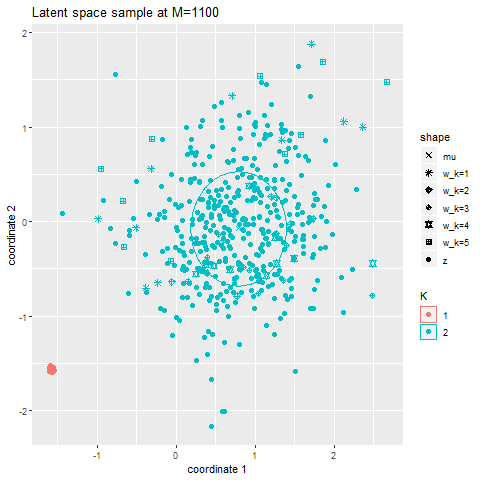 Latent space sample at M=1100
coordinate 2
2
1
0
-1
-2
-1
0
1
2
coordinate 1
shape
mu
w_k=1
w_k=2
w_k=3
w_k=4
w_k=5
z
K
1
2